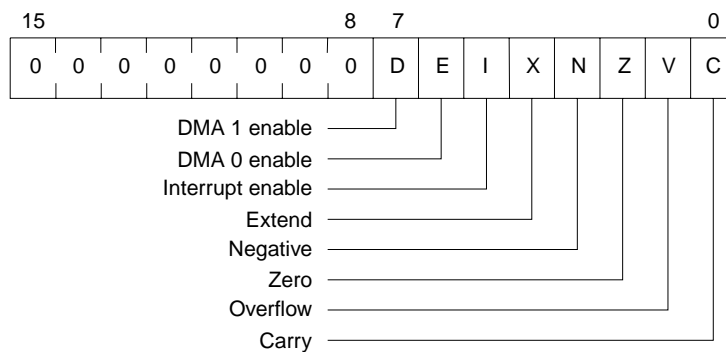 15 8 7 0
0 0 0 0 0 0 0 0 D E I X N Z V C
DMA 1 enable
DMA 0 enable
Interrupt enable
Extend
Negative
Zero
Overflow
Carry